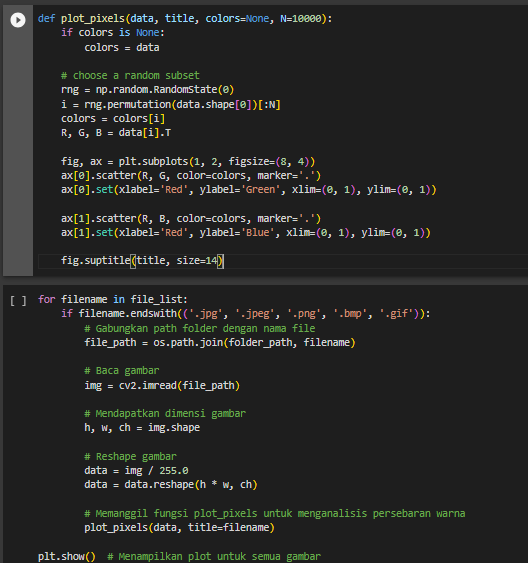 def plot_pixels(data, title, colors=None, N=10000):
    if colors is None:
        colors = data

    # choose a random subset
    rng = np.random.RandomState(0)
    i = rng.permutation(data.shape[0])[:N]
    colors = colors[i]
    R, G, B = data[i].T

    fig, ax = plt.subplots(1, 2, figsize=(8, 4))
    ax[0].scatter(R, G, color=colors, marker='.')
    ax[0].set(xlabel='Red', ylabel='Green', xlim=(0, 1), ylim=(0, 1))

    ax[1].scatter(R, B, color=colors, marker='.')
    ax[1].set(xlabel='Red', ylabel='Blue', xlim=(0, 1), ylim=(0, 1))

    fig.suptitle(title, size=14)

[ ] for filename in file_list:
    if filename.endswith(('.jpg', '.jpeg', '.png', '.bmp', '.gif')):
        # Gabungkan path folder dengan nama file
        file_path = os.path.join(folder_path, filename)

        # Baca gambar
        img = cv2.imread(file_path)

        # Mendapatkan dimensi gambar
        h, w, ch = img.shape

        # Reshape gambar
        data = img / 255.0
        data = data.reshape(h * w, ch)

        # Memanggil fungsi plot_pixels untuk menganalisis persebaran warna
        plot_pixels(data, title=filename)

plt.show()  # Menampilkan plot untuk semua gambar